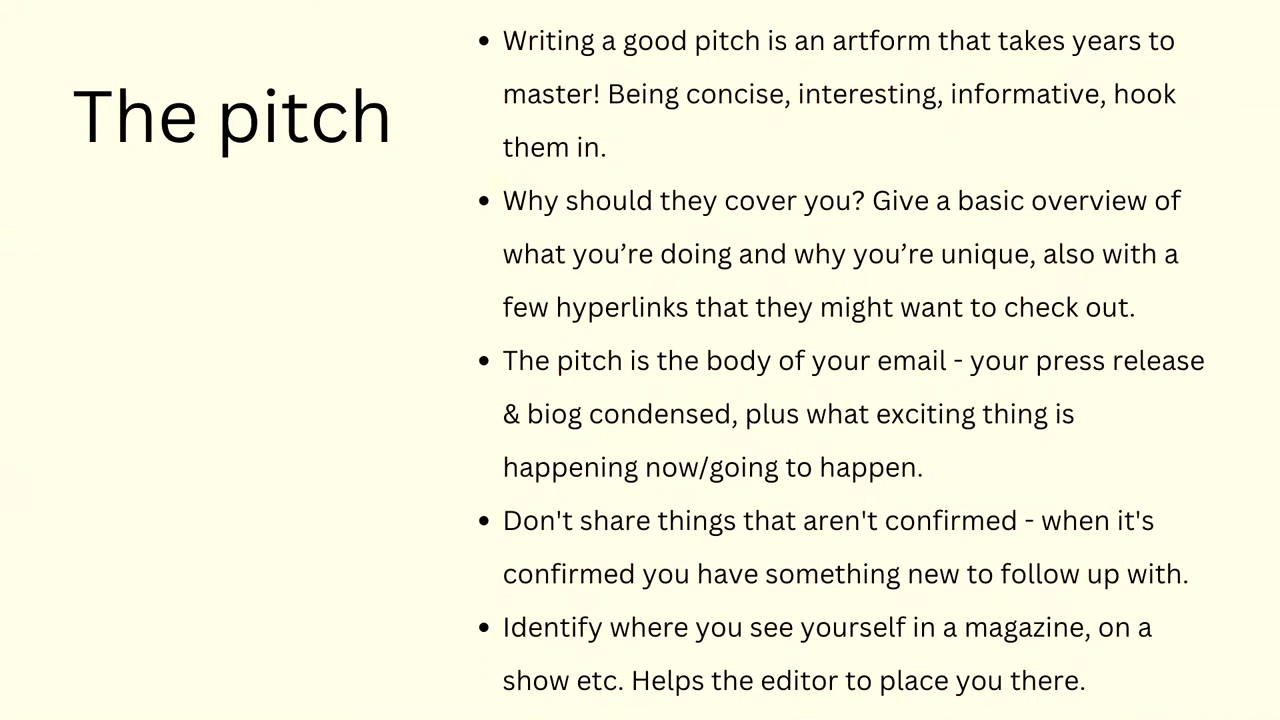 The pitch
• Writing a good pitch is an artform that takes years to
master! Being concise, interesting, informative, hook
them in.
• Why should they cover you? Give a basic overview of
what you’re doing and why you’re unique, also with a
few hyperlinks that they might want to check out.
• The pitch is the body of your email - your press release
& biog condensed, plus what exciting thing is
happening now/going to happen.
• Don't share things that aren't confirmed - when it's
confirmed you have something new to follow up with.
• Identify where you see yourself in a magazine, on a
show etc. Helps the editor to place you there.